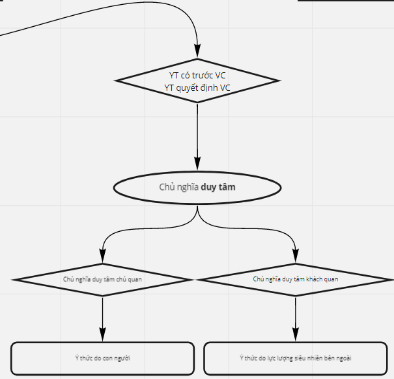 YT có trước VC
YT quyết định VC
Chủ nghĩa duy tâm
Chủ nghĩa duy tâm chủ quan
Chủ nghĩa duy tâm khách quan
Ý thức do con người
Ý thức do lực lượng siêu nhiên bên ngoài